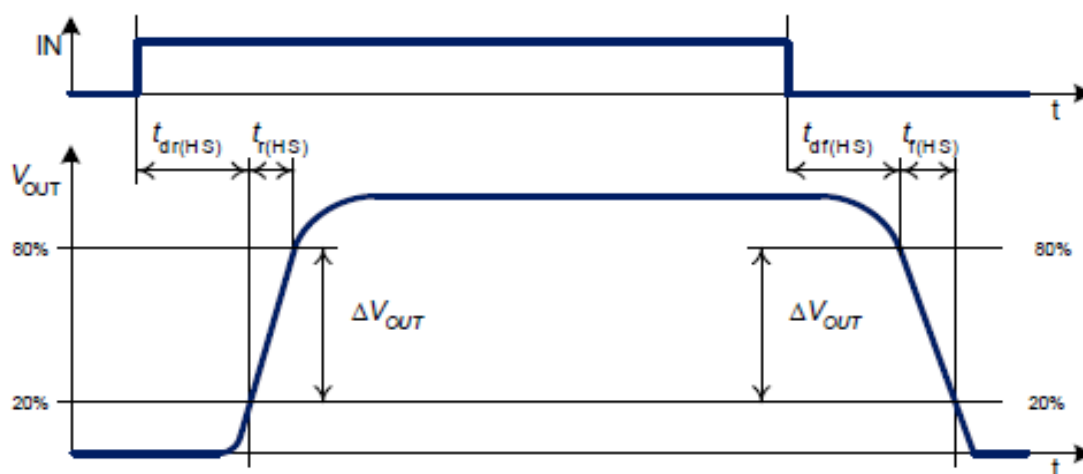 IN
t
t_dr(HS) t_r(HS) t_df(HS) t_f(HS)
V_OUT
80% 80%
ΔV_OUT ΔV_OUT
20% 20%
t